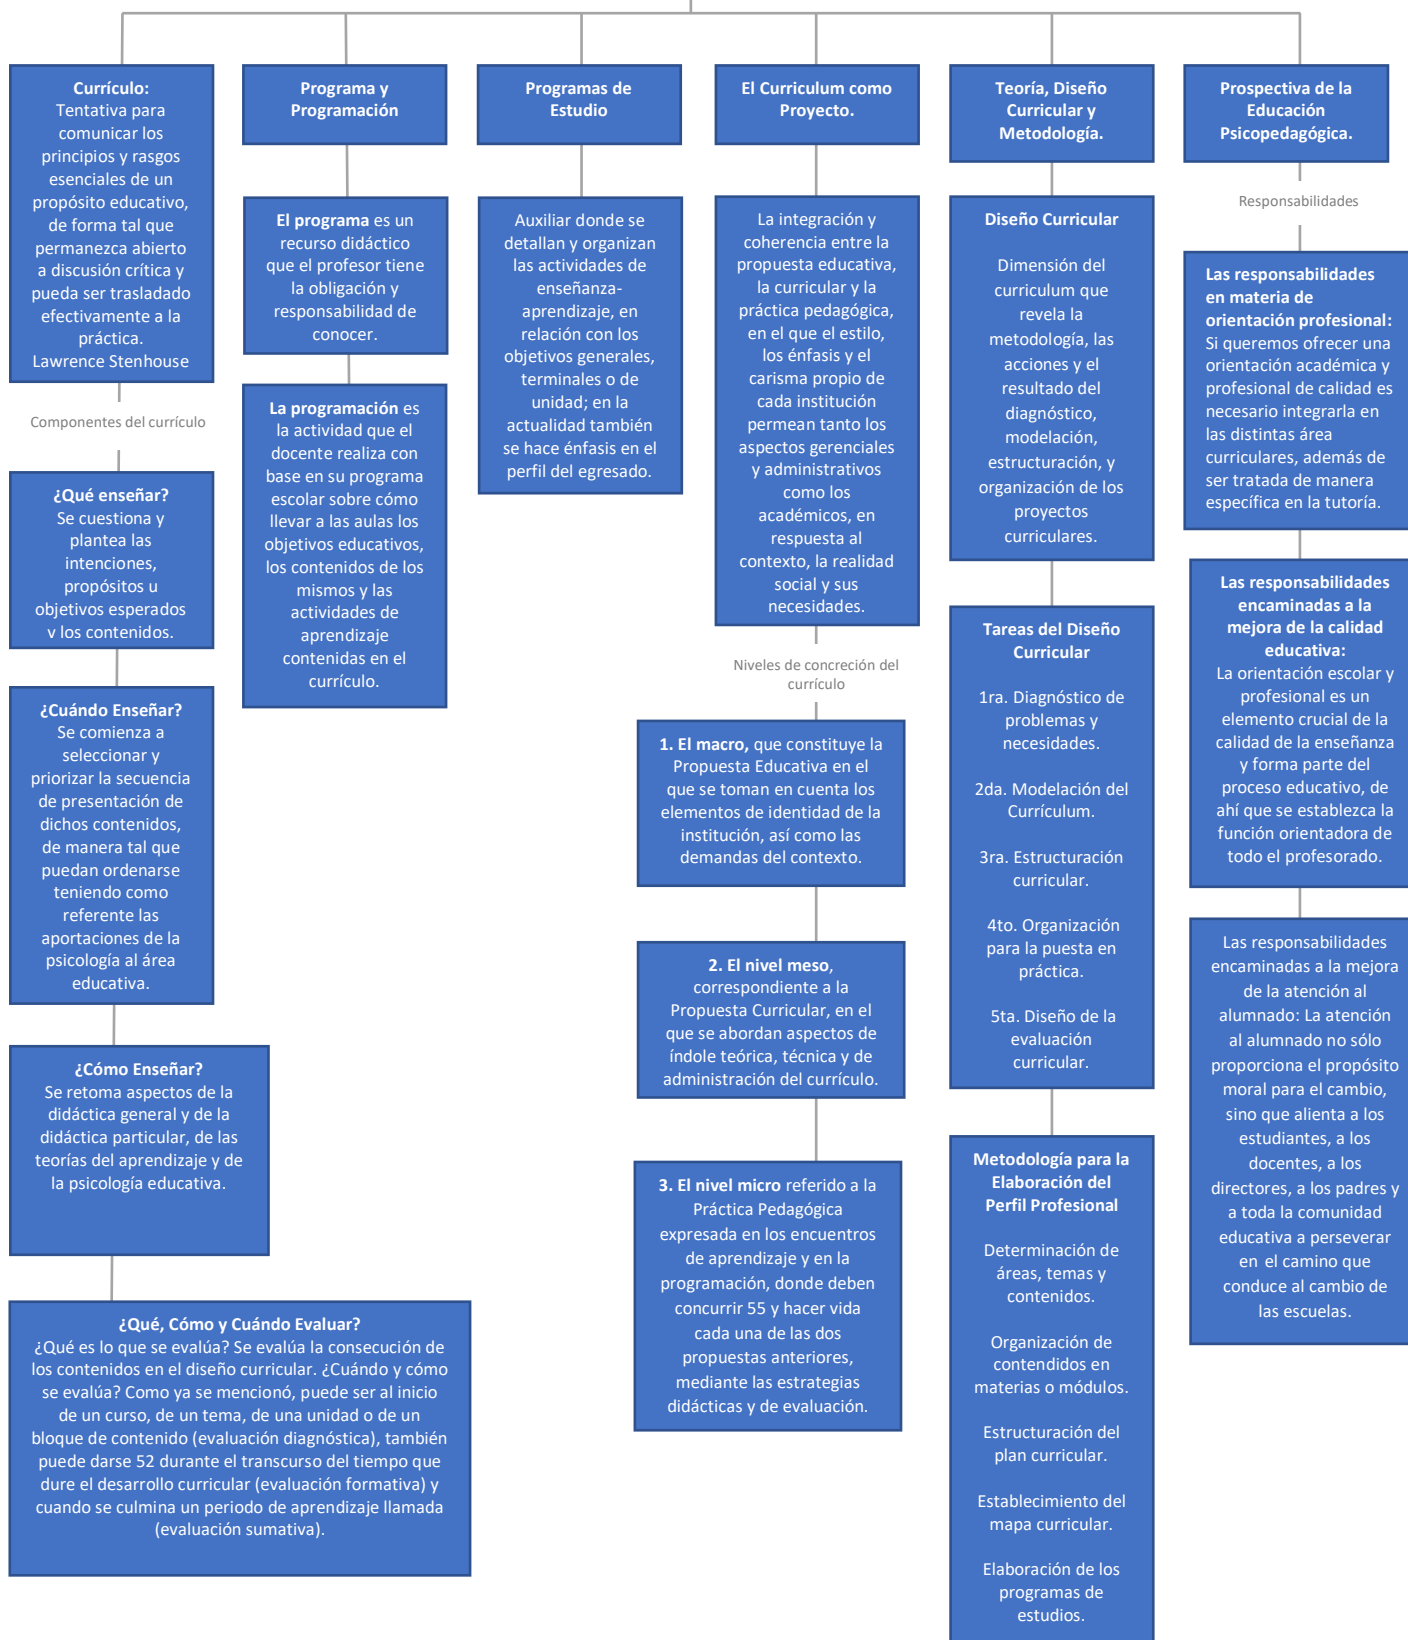 Currículo:
Tentativa para
comunicar los
principios y rasgos
esenciales de un
propósito educativo,
de forma tal que
permanezca abierto
a discusión crítica y
pueda ser trasladado
efectivamente a la
práctica.
Lawrence Stenhouse
Componentes del currículo
¿Qué enseñar?
Se cuestiona y
plantea las
intenciones,
propósitos u
objetivos esperados
y los contenidos.
¿Cuándo Enseñar?
Se comienza a
seleccionar y
priorizar la secuencia
de presentación de
dichos contenidos,
de manera tal que
puedan ordenarse
teniendo como
referente las
aportaciones de la
psicología al área
educativa.
¿Cómo Enseñar?
Se retoma aspectos de la
didáctica general y de la
didáctica particular, de las
teorías del aprendizaje y de
la psicología educativa.
¿Qué, Cómo y Cuándo Evaluar?
¿Qué es lo que se evalúa? Se evalúa la consecución de
los contenidos en el diseño curricular. ¿Cuándo y cómo
se evalúa? Como ya se mencionó, puede ser al inicio
de un curso, de un tema, de una unidad o de un
bloque de contenido (evaluación diagnóstica), también
puede darse 52 durante el transcurso del tiempo que
dure el desarrollo curricular (evaluación formativa) y
cuando se culmina un periodo de aprendizaje llamada
(evaluación sumativa).
Programa y
Programación
El programa es un
recurso didáctico
que el profesor tiene
la obligación y
responsabilidad de
conocer.
La programación es
la actividad que el
docente realiza con
base en su programa
escolar sobre cómo
llevar a las aulas los
objetivos educativos,
los contenidos de los
mismos y las
actividades de
aprendizaje
contenidas en el
currículo.
Programas de
Estudio
Auxiliar donde se
detallan y organizan
las actividades de
enseñanza-
aprendizaje, en
relación con los
objetivos generales,
terminales o de
unidad; en la
actualidad también
se hace énfasis en el
perfil del egresado.
El Curriculum como
Proyecto.
La integración y
coherencia entre la
propuesta educativa,
la curricular y la
práctica pedagógica,
en el que el estilo,
los énfasis y el
carisma propio de
cada institución
permean tanto los
aspectos gerenciales
y administrativos
como los
académicos, en
respuesta al
contexto, la realidad
social y sus
necesidades.
Niveles de concreción del
currículo
1. El macro, que constituye la
Propuesta Educativa en el
que se toman en cuenta los
elementos de identidad de la
institución, así como las
demandas del contexto.
2. El nivel meso,
correspondiente a la
Propuesta Curricular, en el
que se abordan aspectos de
índole teórica, técnica y de
administración del currículo.
3. El nivel micro referido a la
Práctica Pedagógica
expresada en los encuentros
de aprendizaje y en la
programación, donde deben
concurrir 55 y hacer vida
cada una de las dos
propuestas anteriores,
mediante las estrategias
didácticas y de evaluación.
Teoría, Diseño
Curricular y
Metodología.
Diseño Curricular
Dimensión del
curriculum que
revela la
metodología, las
acciones y el
resultado del
diagnóstico,
modelación,
estructuración, y
organización de los
proyectos
curriculares.
Tareas del Diseño
Curricular
1ra. Diagnóstico de
problemas y
necesidades.
2da. Modelación del
Currículum.
3ra. Estructuración
curricular.
4to. Organización
para la puesta en
práctica.
5ta. Diseño de la
evaluación
curricular.
Metodología para la
Elaboración del
Perfil Profesional
Determinación de
áreas, temas y
contenidos.
Organización de
contendidos en
materias o módulos.
Estructuración del
plan curricular.
Establecimiento del
mapa curricular.
Elaboración de los
programas de
estudios.
Prospectiva de la
Educación
Psicopedagógica.
Responsabilidades
Las responsabilidades
en materia de
orientación profesional:
Si queremos ofrecer una
orientación académica y
profesional de calidad es
necesario integrarla en
las distintas área
curriculares, además de
ser tratada de manera
específica en la tutoría.
Las responsabilidades
encaminadas a la
mejora de la calidad
educativa:
La orientación escolar y
profesional es un
elemento crucial de la
calidad de la enseñanza
y forma parte del
proceso educativo, de
ahí que se establezca la
función orientadora de
todo el profesorado.
Las responsabilidades
encaminadas a la mejora
de la atención al
alumnado: La atención
al alumnado no sólo
proporciona el propósito
moral para el cambio,
sino que alienta a los
estudiantes, a los
docentes, a los
directores, a los padres y
a toda la comunidad
educativa a perseverar
en el camino que
conduce al cambio de
las escuelas.